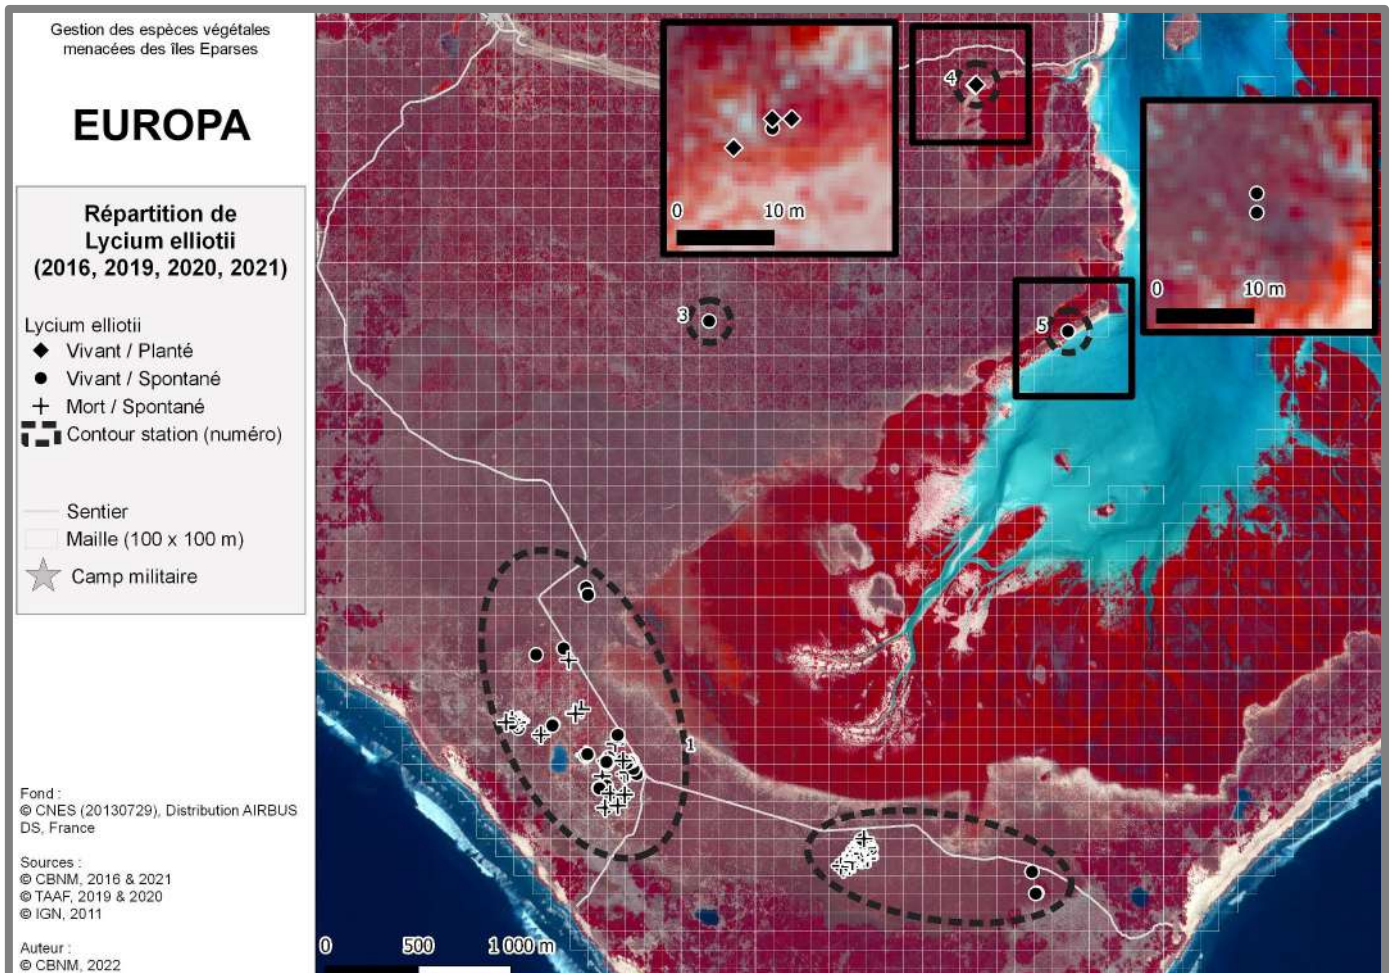 Gestion des espèces végétales
menacées des îles Eparses
EUROPA
Répartition de
Lycium elliotii
(2016, 2019, 2020, 2021)
Lycium elliotii
Vivant / Planté
Vivant / Spontané
Mort / Spontané
Contour station (numéro)
Sentier
Maille (100 x 100 m)
Camp militaire
Fond :
© CNES (20130729), Distribution AIRBUS
DS, France
Sources :
© CBNM, 2016 & 2021
© TAAF, 2019 & 2020
© IGN, 2011
Auteur :
© CBNM, 2022
4
0 10 m
0 10 m
3
5
1
0 500 1 000 m